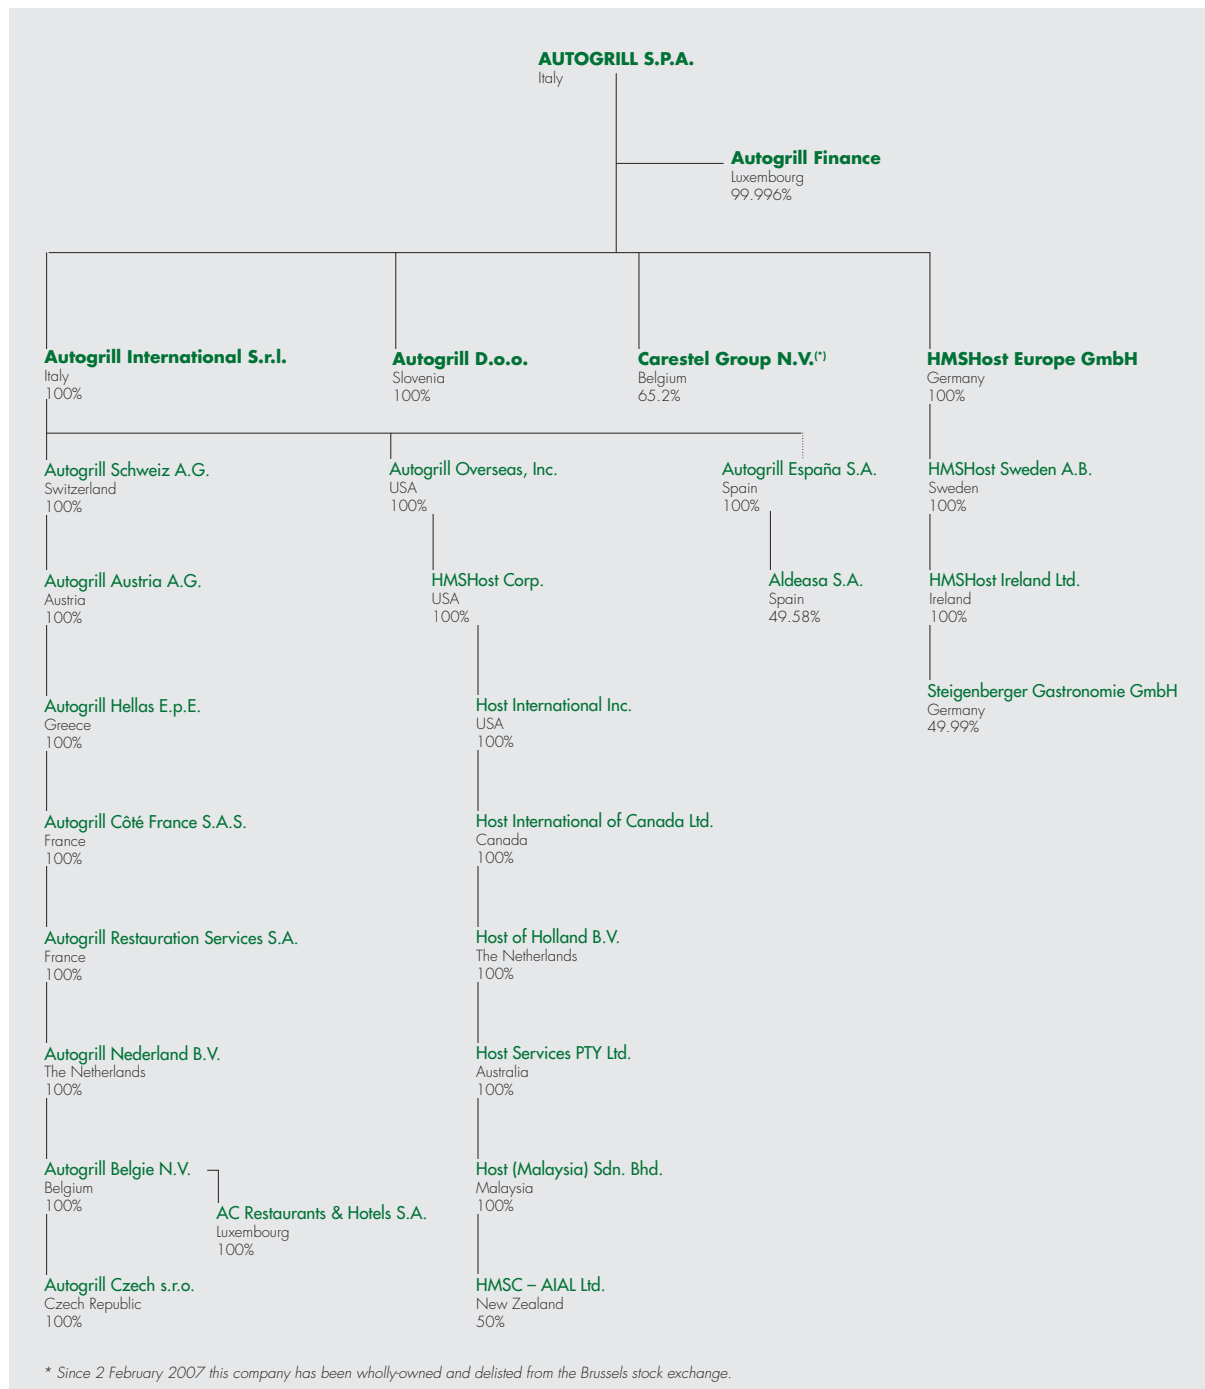 AUTOGRILL S.P.A.
Italy
Autogrill Finance
Luxembourg
99.996%
Autogrill International S.r.l.
Italy
100%
Autogrill D.o.o.
Slovenia
100%
Carestel Group N.V.(*)
Belgium
65.2%
HMSHost Europe GmbH
Germany
100%
Autogrill Schweiz A.G.
Switzerland
100%
Autogrill Overseas, Inc.
USA
100%
Autogrill España S.A.
Spain
100%
HMSHost Sweden A.B.
Sweden
100%
Autogrill Austria A.G.
Austria
100%
HMSHost Corp.
USA
100%
Aldeasa S.A.
Spain
49.58%
HMSHost Ireland Ltd.
Ireland
100%
Autogrill Hellas E.p.E.
Greece
100%
Host International Inc.
USA
100%
Steigenberger Gastronomie GmbH
Germany
49.99%
Autogrill Côté France S.A.S.
France
100%
Host International of Canada Ltd.
Canada
100%
Autogrill Restauration Services S.A.
France
100%
Host of Holland B.V.
The Netherlands
100%
Autogrill Nederland B.V.
The Netherlands
100%
Host Services PTY Ltd.
Australia
100%
Autogrill Belgie N.V.
Belgium
100%
AC Restaurants & Hotels S.A.
Luxembourg
100%
Host (Malaysia) Sdn. Bhd.
Malaysia
100%
Autogrill Czech s.r.o.
Czech Republic
100%
HMSC – AIAL Ltd.
New Zealand
50%
* Since 2 February 2007 this company has been wholly-owned and delisted from the Brussels stock exchange.